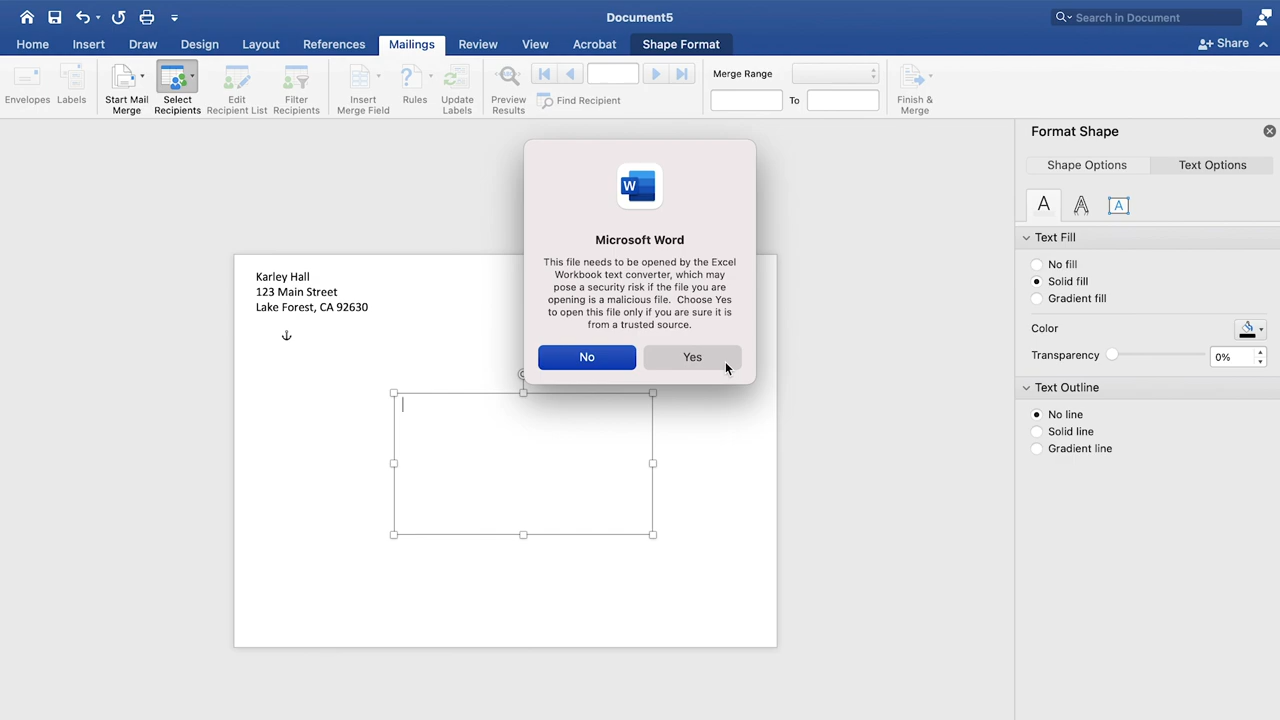 Document5
Search in Document
Home
Insert
Draw
Design
Layout
References
Mailings
Review
View
Acrobat
Shape Format
Share
Envelopes
Labels
Start Mail
Merge
Select
Recipients
Edit
Recipient List
Filter
Recipients
Insert
Merge Field
Rules
Update
Labels
Preview
Results
Find Recipient
Merge Range
To
Finish &
Merge
Format Shape
Shape Options
Text Options
A
A
A
Text Fill
No fill
Solid fill
Gradient fill
Color
Transparency
0%
Text Outline
No line
Solid line
Gradient line
Karley Hall
123 Main Street
Lake Forest, CA 92630
W
Microsoft Word
This file needs to be opened by the Excel
Workbook text converter, which may
pose a security risk if the file you are
opening is a malicious file. Choose Yes
to open this file only if you are sure it is
from a trusted source.
No
Yes